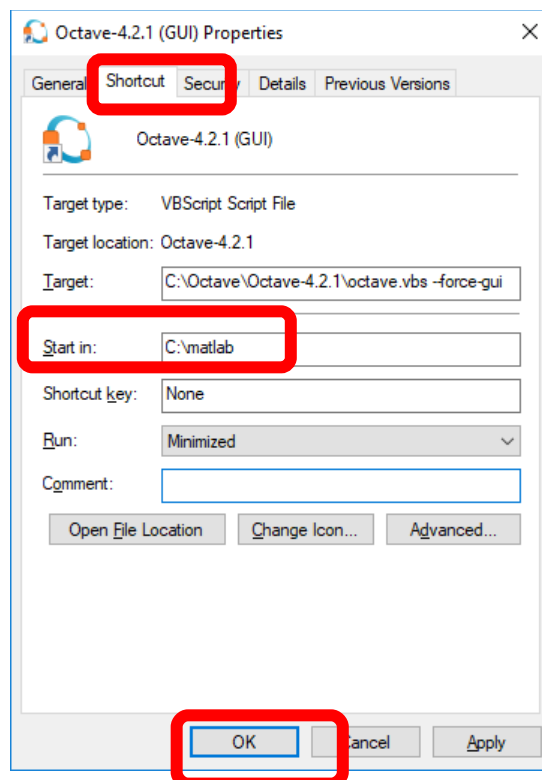 Octave-4.2.1 (GUI) Properties
General Shortcut Security Details Previous Versions
Octave-4.2.1 (GUI)
Target type: VBScript Script File
Target location: Octave-4.2.1
Target: C:\Octave\Octave-4.2.1\octave.vbs --force-gui
Start in: C:\matlab
Shortcut key: None
Run: Minimized
Comment:
Open File Location Change Icon... Advanced...
OK Cancel Apply